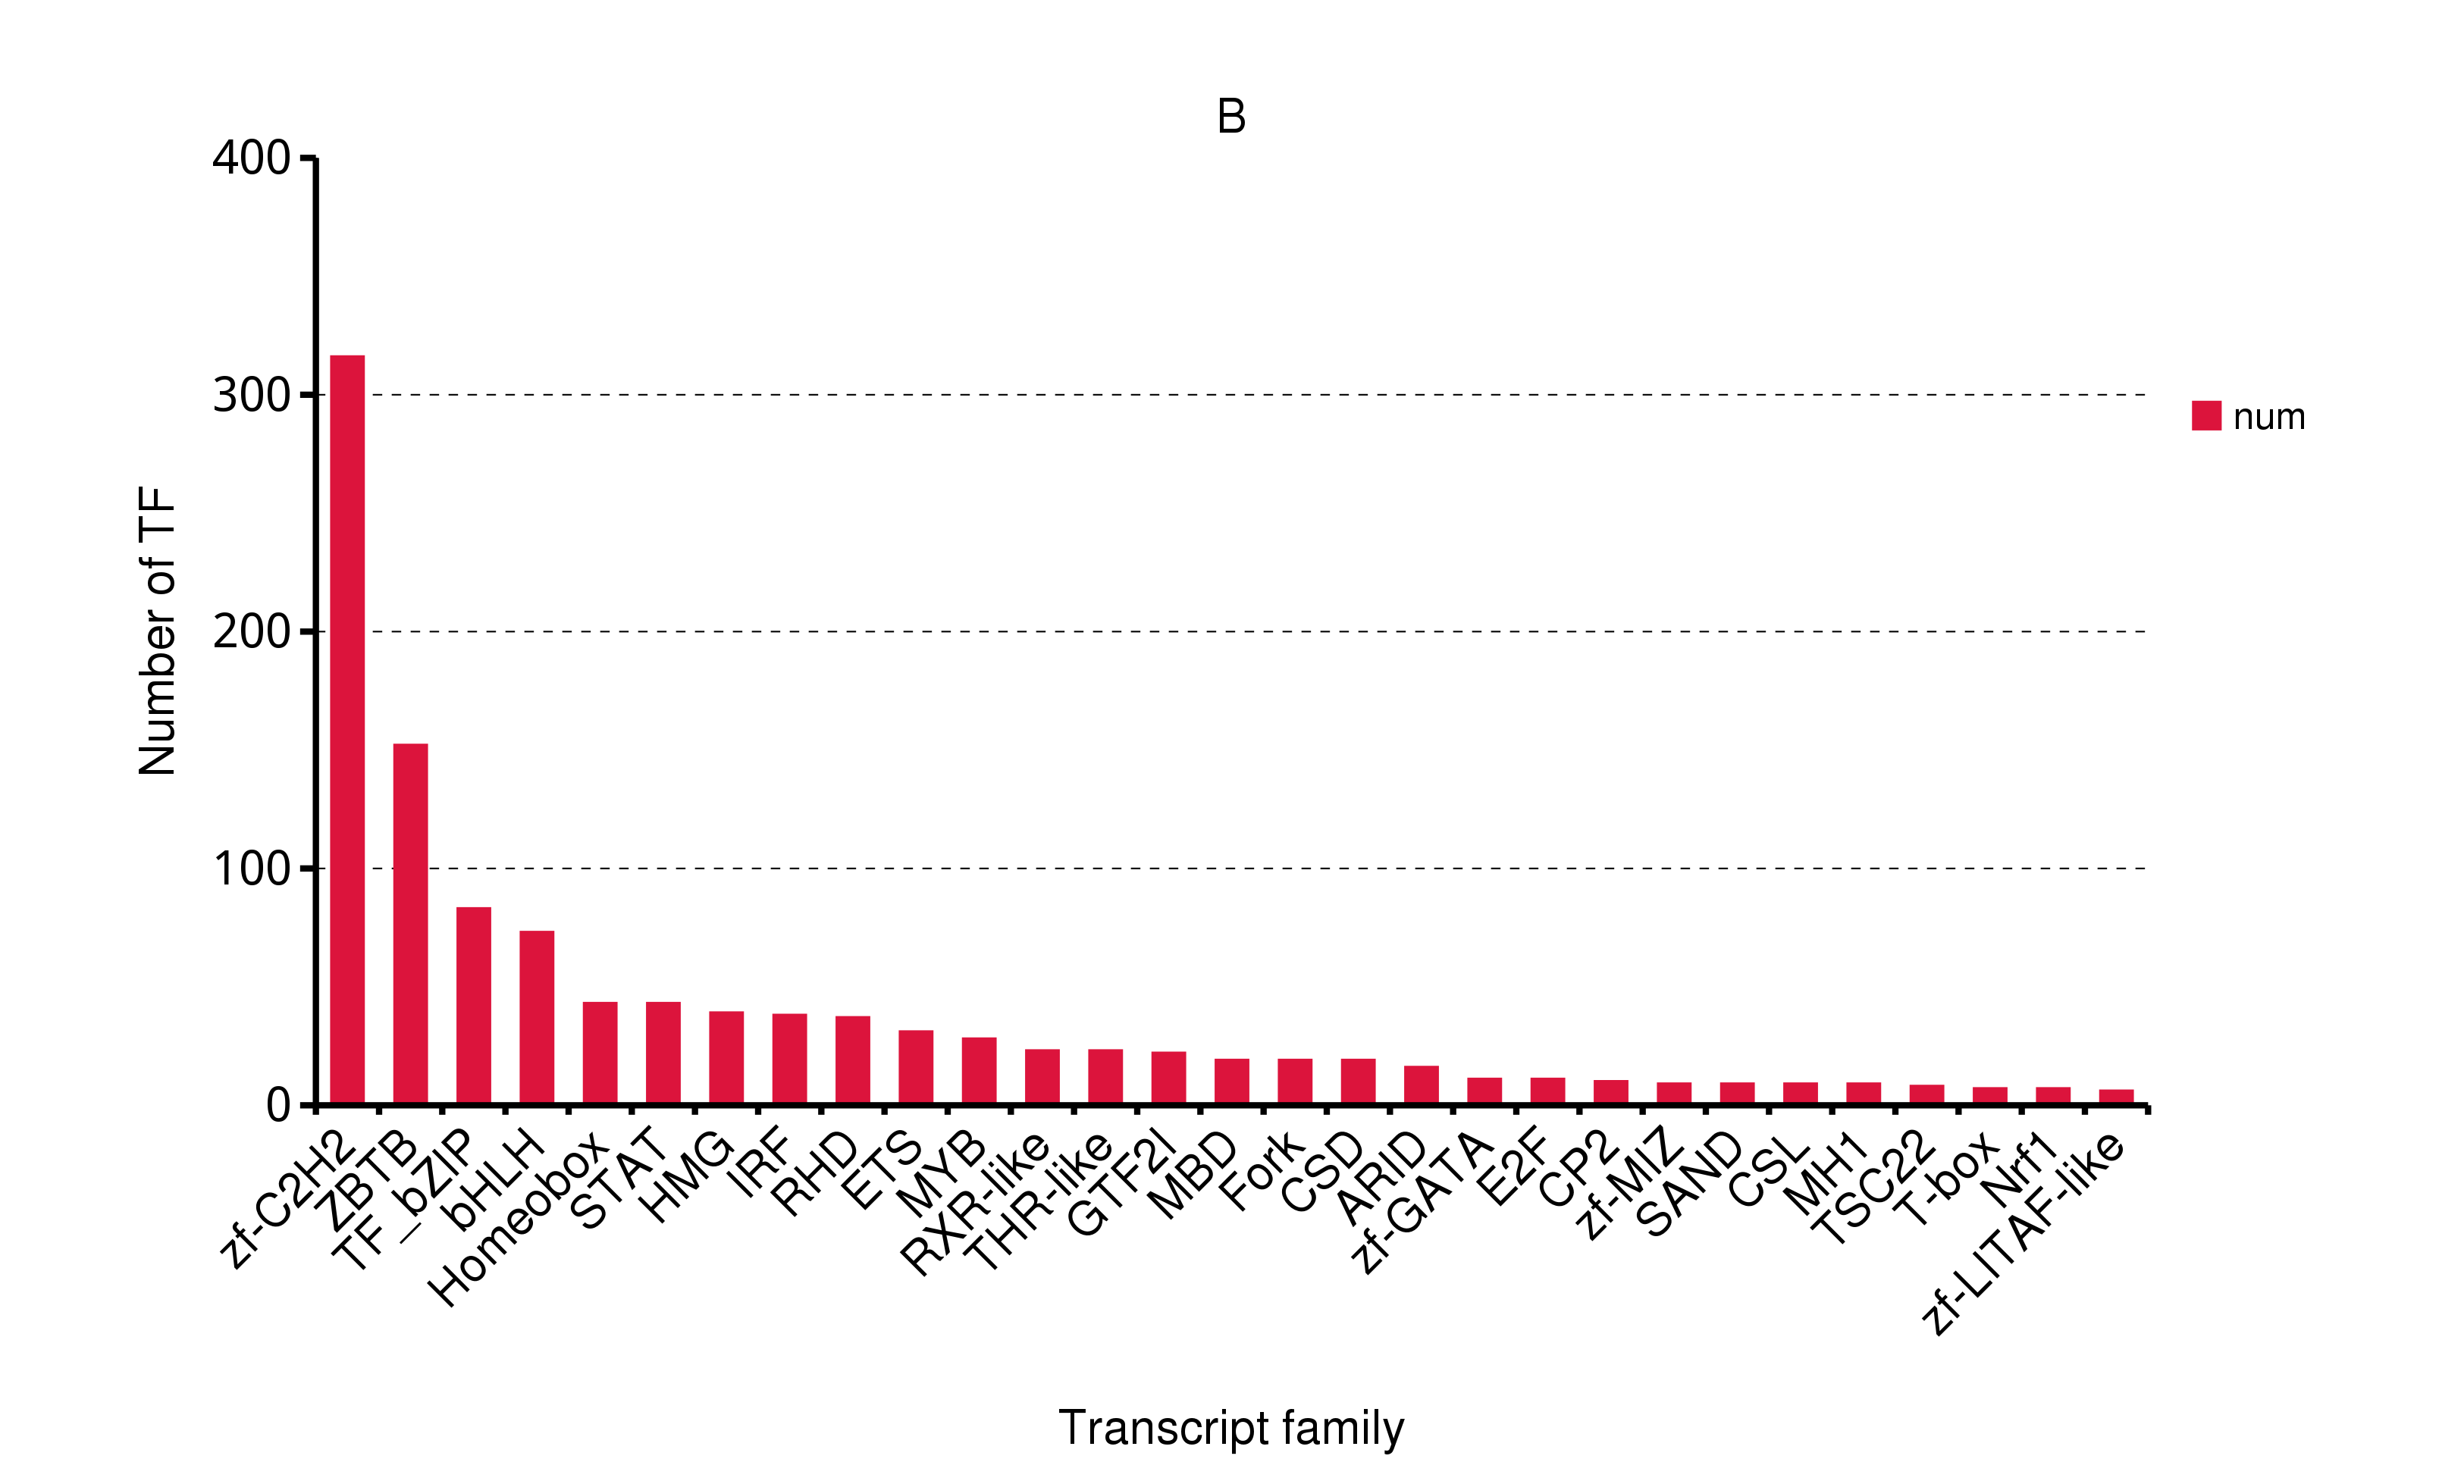 B
400
300
200
100
0
Number of TF
num
zf-C2H2
ZBTB
TF_bZIP
bHLH
Homeobox
STAT
HMG
IRF
RHD
ETS
MYB
RXR-like
THR-like
GTF2I
MBD
Fork
CSD
ARID
zf-GATA
E2F
CP2
zf-MIZ
SAND
CSL
MH1
TSC22
T-box
Nrf1
zf-LITAF-like
Transcript family